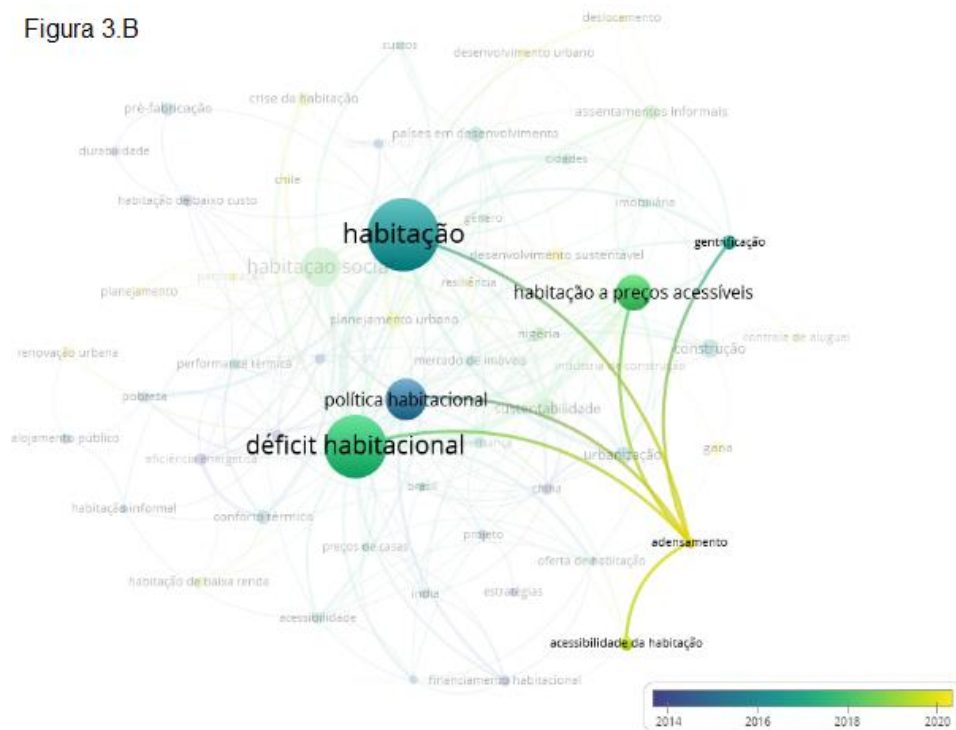 Figura 3.B
deslocamento
custos
desenvolvimento urbano
crise da habitação
pré-fabricação
assentamentos informais
países em desenvolvimento
durabilidade
cidades
chile
habitação de baixo custo
imobiliária
gênero
habitação
gentrificação
desenvolvimento sustentável
habitação social
resiliência
planejamento
habitação a preços acessíveis
planejamento urbano
nigéria
controle de aluguel
renovação urbana
construção
performance térmica
mercado de imóveis
indústria de construção
pobreza
política habitacional
sustentabilidade
alojamento público
déficit habitacional
urbanização
gana
eficiência energética
brasil
china
habitação informal
conforto térmico
projeto
adensamento
preços de casas
oferta de habitação
habitação de baixa renda
índia
estratégias
acessibilidade
acessibilidade da habitação
financiamento habitacional
2014 2016 2018 2020